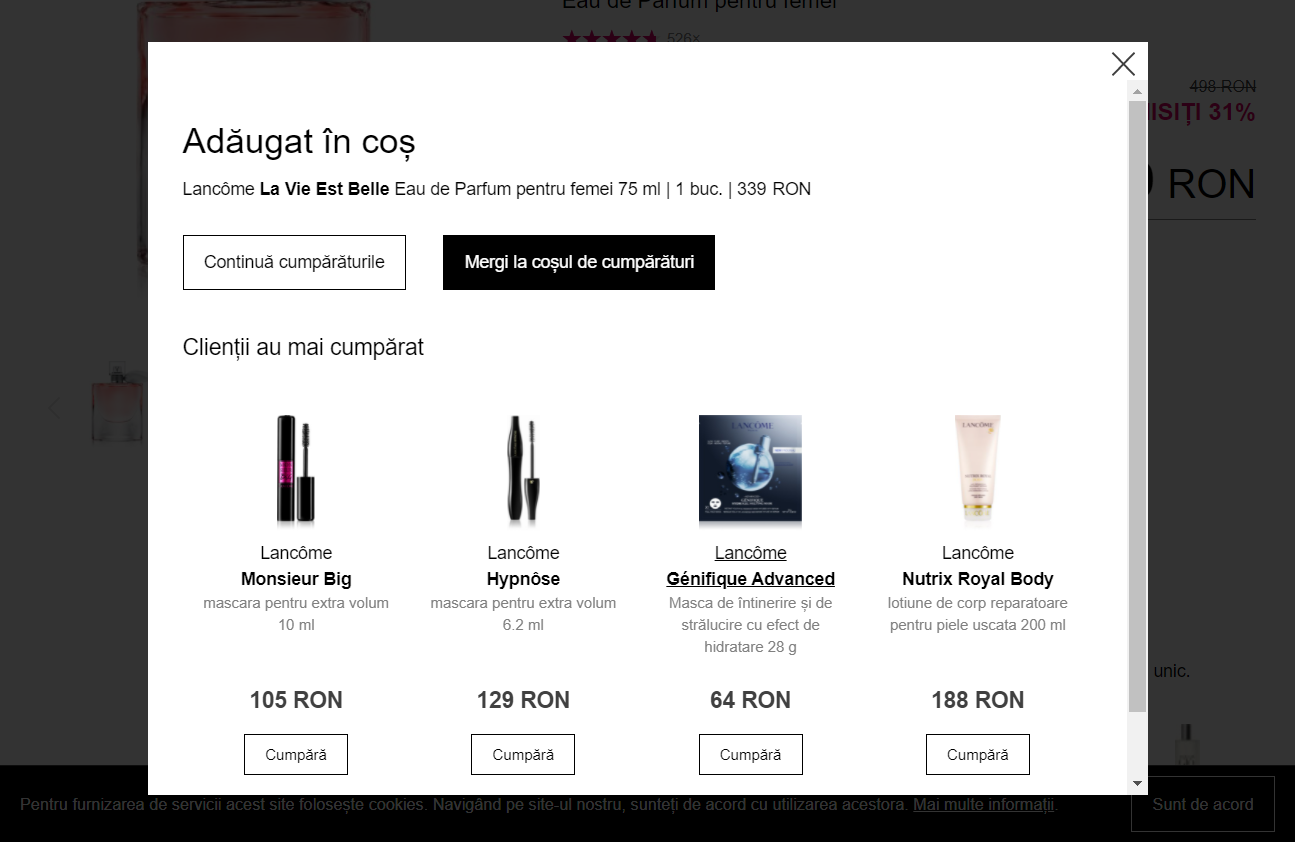 Eau de Parfum pentru femei
526×
498 RON
RON
Adăugat în coș
Lancôme La Vie Est Belle Eau de Parfum pentru femei 75 ml | 1 buc. | 339 RON
Continuă cumpărăturile
Mergi la coșul de cumpărături
Clienții au mai cumpărat
LANCÔME
LANCÔME
Lancôme
Monsieur Big
mascara pentru extra volum
10 ml
105 RON
Cumpără
Lancôme
Hypnôse
mascara pentru extra volum
6.2 ml
129 RON
Cumpără
Lancôme
Génifique Advanced
Masca de întinerire și de
strălucire cu efect de
hidratare 28 g
64 RON
Cumpără
Lancôme
Nutrix Royal Body
lotiune de corp reparatoare
pentru piele uscata 200 ml
188 RON
Cumpără
31%
unic.
Pentru furnizarea de servicii acest site folosește cookies. Navigând pe site-ul nostru, sunteți de acord cu utilizarea acestora. Mai multe informații.
Sunt de acord